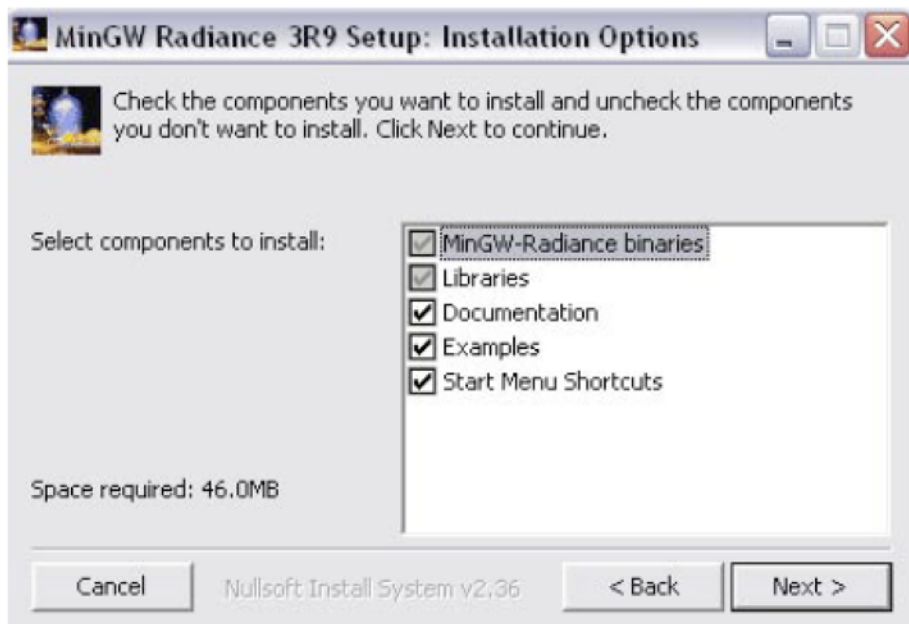 MinGW Radiance 3R9 Setup: Installation Options
Check the components you want to install and uncheck the components
you don't want to install. Click Next to continue.
Select components to install:
MinGW-Radiance binaries
Libraries
Documentation
Examples
Start Menu Shortcuts
Space required: 46.0MB
Cancel
Nullsoft Install System v2.36
< Back
Next >